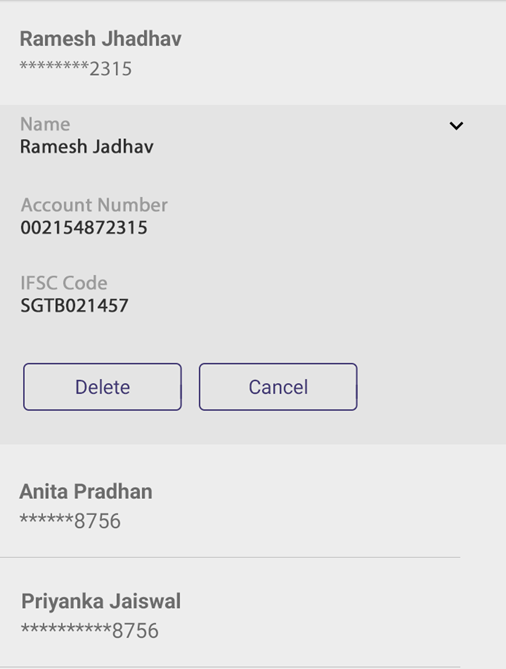 Ramesh Jhadhav
********2315
Name
Ramesh Jadhav
Account Number
002154872315
IFSC Code
SGTB021457
Delete
Cancel
Anita Pradhan
******8756
Priyanka Jaiswal
**********8756